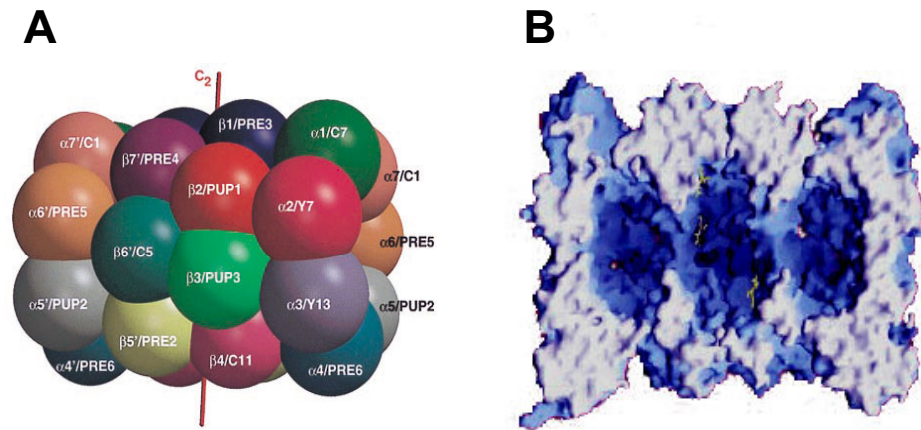 A
B
C2
β1/PRE3
α1/C7
α7'/C1
β7'/PRE4
α7/C1
β2/PUP1
α2/Y7
α6'/PRE5
α6/PRE5
β6'/C5
β3/PUP3
α5'/PUP2
α3/Y13
α5/PUP2
β5'/PRE2
β4/C11
α4'/PRE6
α4/PRE6